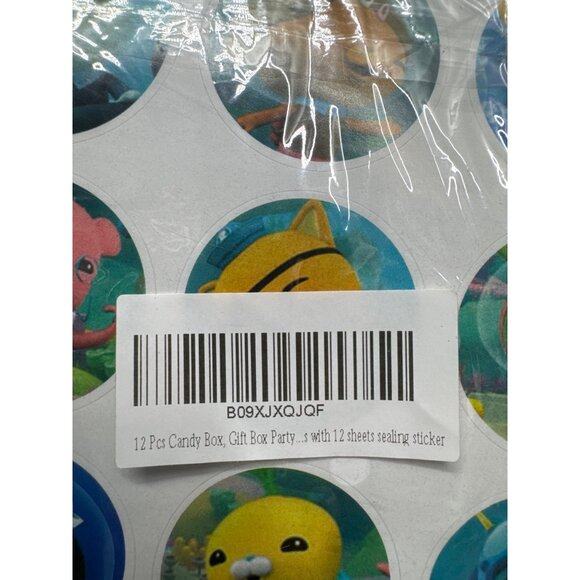 B09XJXQJQF
12 Pcs Candy Box, Gift Box Party...s with 12 sheets sealing sticker